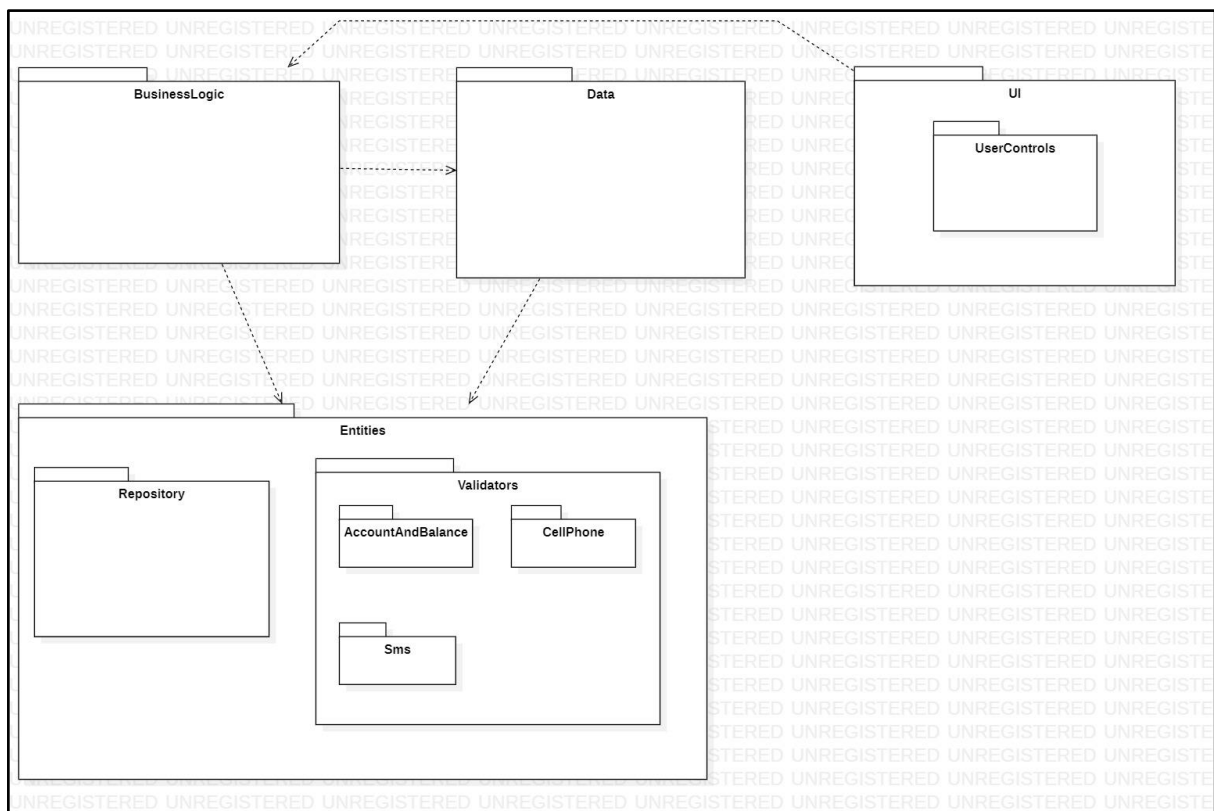 BusinessLogic
Data
UI
UserControls
Entities
Repository
Validators
AccountAndBalance
CellPhone
Sms